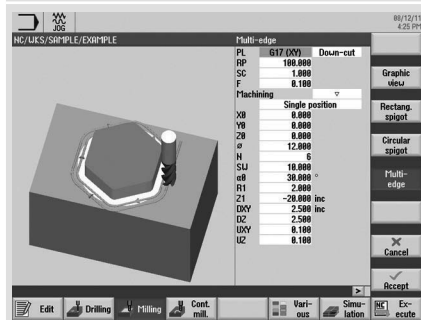 JOG
08/12/11
4:25 PM
NC/WKS/SAMPLE/EXAMPLE
Multi-edge
PL G17 (XY) Down-cut
RP 100.000
SC 1.000
F 0.100
Machining ▽
Single position
X0 0.000
Y0 0.000
Z0 0.000
ø 12.000
N 6
SW 10.000
α0 30.000 °
R1 2.000
Z1 -20.000 inc
DXY 2.500 inc
DZ 2.500
UXY 0.100
UZ 0.100
Graphic view
Rectang. spigot
Circular spigot
Multi-edge
Cancel
Accept
Edit
Drilling
Milling
Cont. mill.
Vari-ous
Simu-lation
NC Ex-ecute